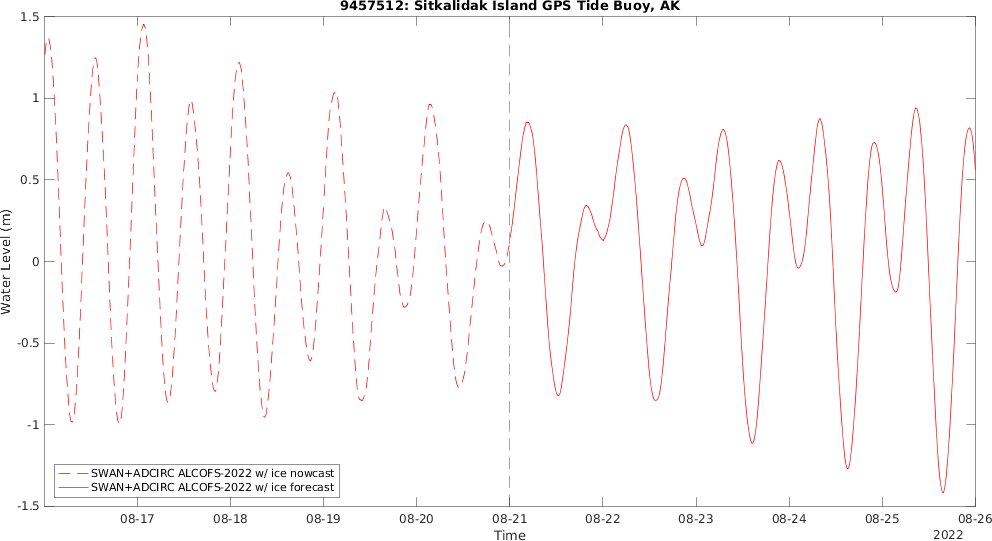 9457512: Sitkalidak Island GPS Tide Buoy, AK
1.5
1
0.5
0
-0.5
-1
-1.5
Water Level (m)
SWAN+ADCIRC ALCOFS-2022 w/ ice nowcast
SWAN+ADCIRC ALCOFS-2022 w/ ice forecast
08-17 08-18 08-19 08-20 08-21 08-22 08-23 08-24 08-25 08-26
Time
2022